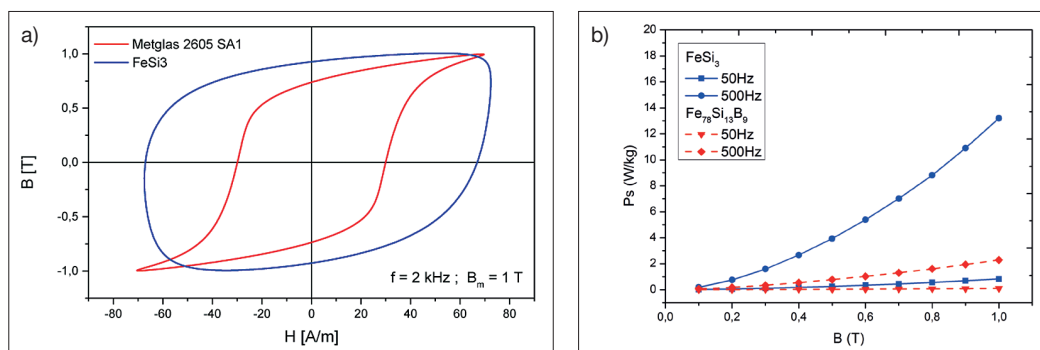 a)
Metglas 2605 SA1
FeSi3
1,0
0,5
0,0
-0,5
-1,0
B [T]
f = 2 kHz ; Bm = 1 T
-80 -60 -40 -20 0 20 40 60 80
H [A/m]
b)
20
18
16
14
12
10
8
6
4
2
0
Ps (W/kg)
FeSi3
50Hz
500Hz
Fe78Si13B9
50Hz
500Hz
0,0 0,2 0,4 0,6 0,8 1,0
B (T)